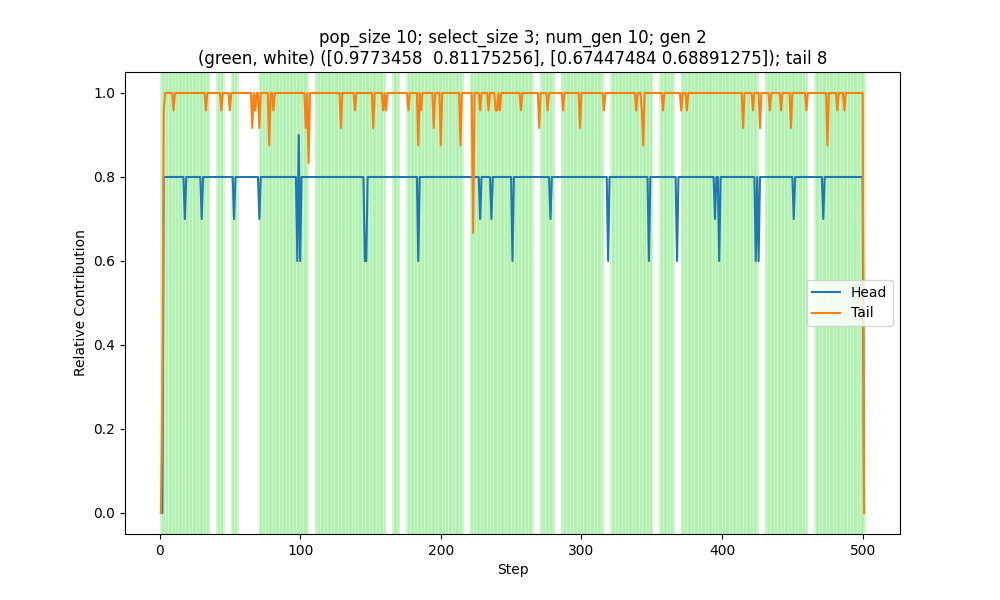 pop_size 10; select_size 3; num_gen 10; gen 2
(green, white) ([0.9773458  0.81175256], [0.67447484 0.68891275]); tail 8
1.0
0.8
0.6
0.4
0.2
0.0
Relative Contribution
Head
Tail
0
100
200
300
400
500
Step